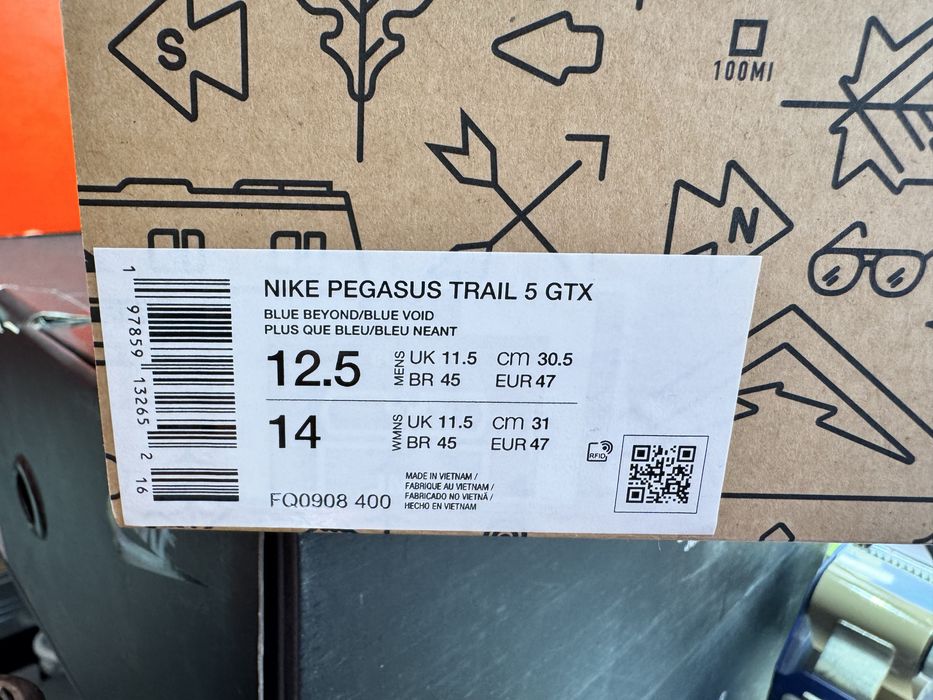 S
100MI
N
NIKE PEGASUS TRAIL 5 GTX
BLUE BEYOND/BLUE VOID
PLUS QUE BLEU/BLEU NEANT
12.5 MENS UK 11.5 cm 30.5
BR 45 EUR 47
14 WMNS UK 11.5 cm 31
BR 45 EUR 47
RFID
FQ0908 400
MADE IN VIETNAM /
FABRIQUE AU VIETNAM /
FABRICADO NO VIETNÃ /
HECHO EN VIETNAM
1 97859 13265 2 16